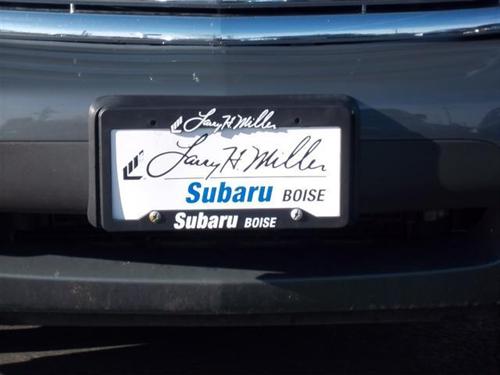 Larry H Miller
Larry H Miller
Subaru BOISE
Subaru BOISE